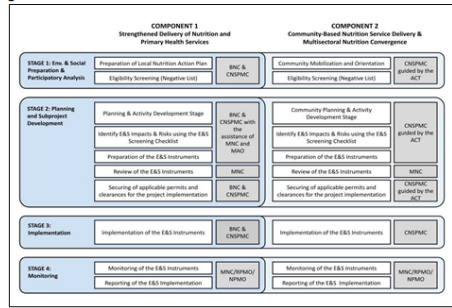 COMPONENT 1
Strengthened Delivery of Nutrition and
Primary Health Services
COMPONENT 2
Community-Based Nutrition Service Delivery &
Multisectoral Nutrition Convergence
STAGE 1: Env. & Social
Preparation &
Participatory Analysis
Preparation of Local Nutrition Action Plan
Eligibility Screening (Negative List)
BNC &
CNSPMC
Community Mobilization and Orientation
Eligibility Screening (Negative List)
CNSPMC
guided by the
ACT
STAGE 2: Planning
and Subproject
Development
Planning & Activity Development Stage
Identify E&S Impacts & Risks using the E&S
Screening Checklist
Preparation of the E&S Instruments
Review of the E&S Instruments
Securing of applicable permits and
clearances for the project implementation
BNC &
CNSPMC with
the
assistance of
MNC and
MAO
MNC
BNC &
CNSPMC
Community Planning & Activity
Development Stage
Identify E&S Impacts & Risks using the E&S
Screening Checklist
Preparation of the E&S Instruments
Review of the E&S Instruments
Securing of applicable permits and
clearances for the project implementation
CNSPMC
guided by the
ACT
MNC
CNSPMC
guided by the
ACT
STAGE 3:
Implementation
Implementation of the E&S Instruments
BNC &
CNSPMC
Implementation of the E&S Instruments
CNSPMC
STAGE 4:
Monitoring
Monitoring of the E&S Instruments
Reporting of the E&S Implementation
MNC/RPMO/
NPMO
Monitoring of the E&S Instruments
Reporting of the E&S Implementation
MNC/RPMO/
NPMO